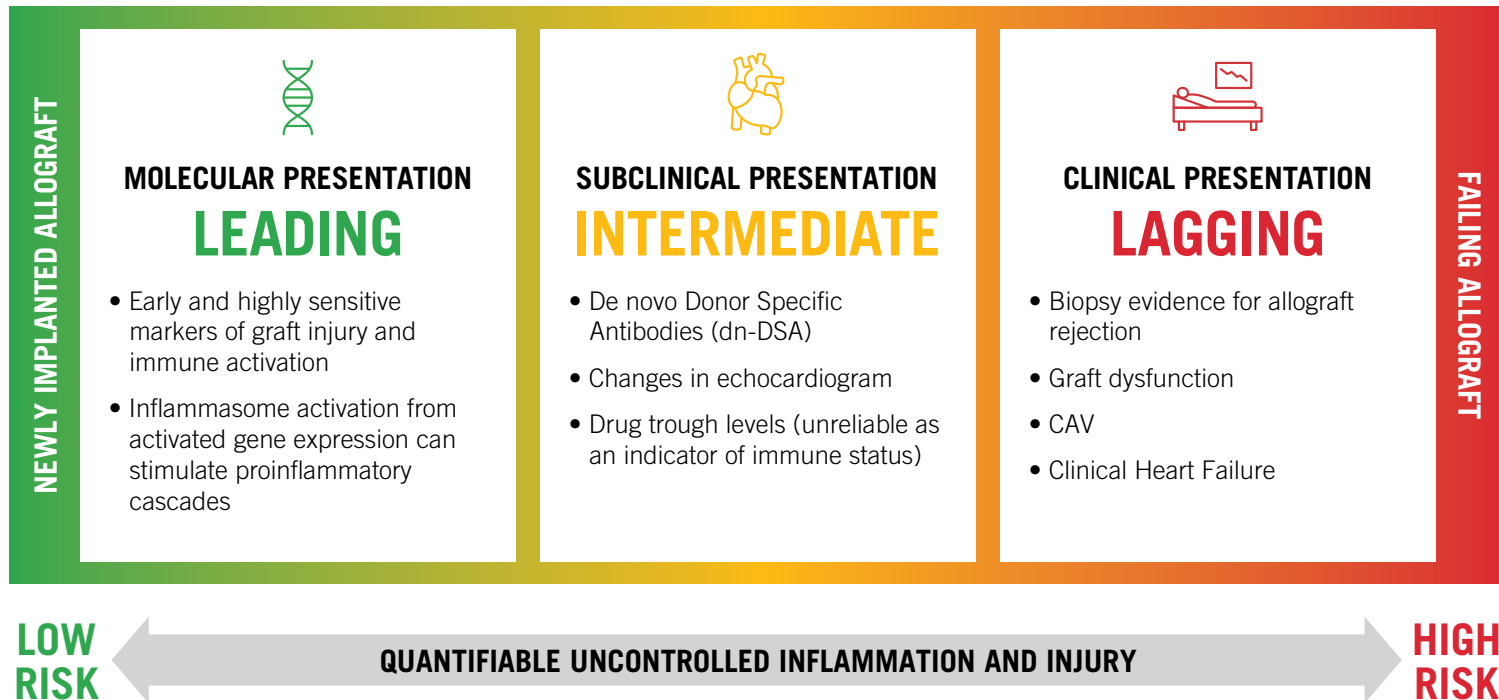 NEWLY IMPLANTED ALLOGRAFT
MOLECULAR PRESENTATION
LEADING
• Early and highly sensitive
markers of graft injury and
immune activation
• Inflammasome activation from
activated gene expression can
stimulate proinflammatory
cascades
SUBCLINICAL PRESENTATION
INTERMEDIATE
• De novo Donor Specific
Antibodies (dn-DSA)
• Changes in echocardiogram
• Drug trough levels (unreliable as
an indicator of immune status)
CLINICAL PRESENTATION
LAGGING
• Biopsy evidence for allograft
rejection
• Graft dysfunction
• CAV
• Clinical Heart Failure
FAILING ALLOGRAFT
LOW
RISK
QUANTIFIABLE UNCONTROLLED INFLAMMATION AND INJURY
HIGH
RISK